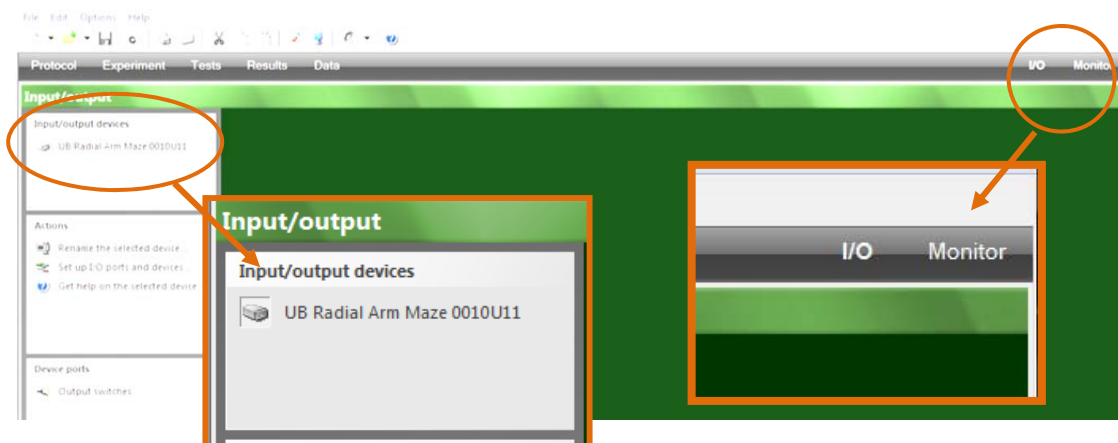 File Edit Options Help
Protocol Experiment Tests Results Data I/O Monitor
Input/output
Input/output devices
UB Radial Arm Maze 0010U11
Actions
Rename the selected device...
Set up I/O ports and devices...
Get help on the selected device
Device ports
Output switches
Input/output
Input/output devices
UB Radial Arm Maze 0010U11
I/O Monitor